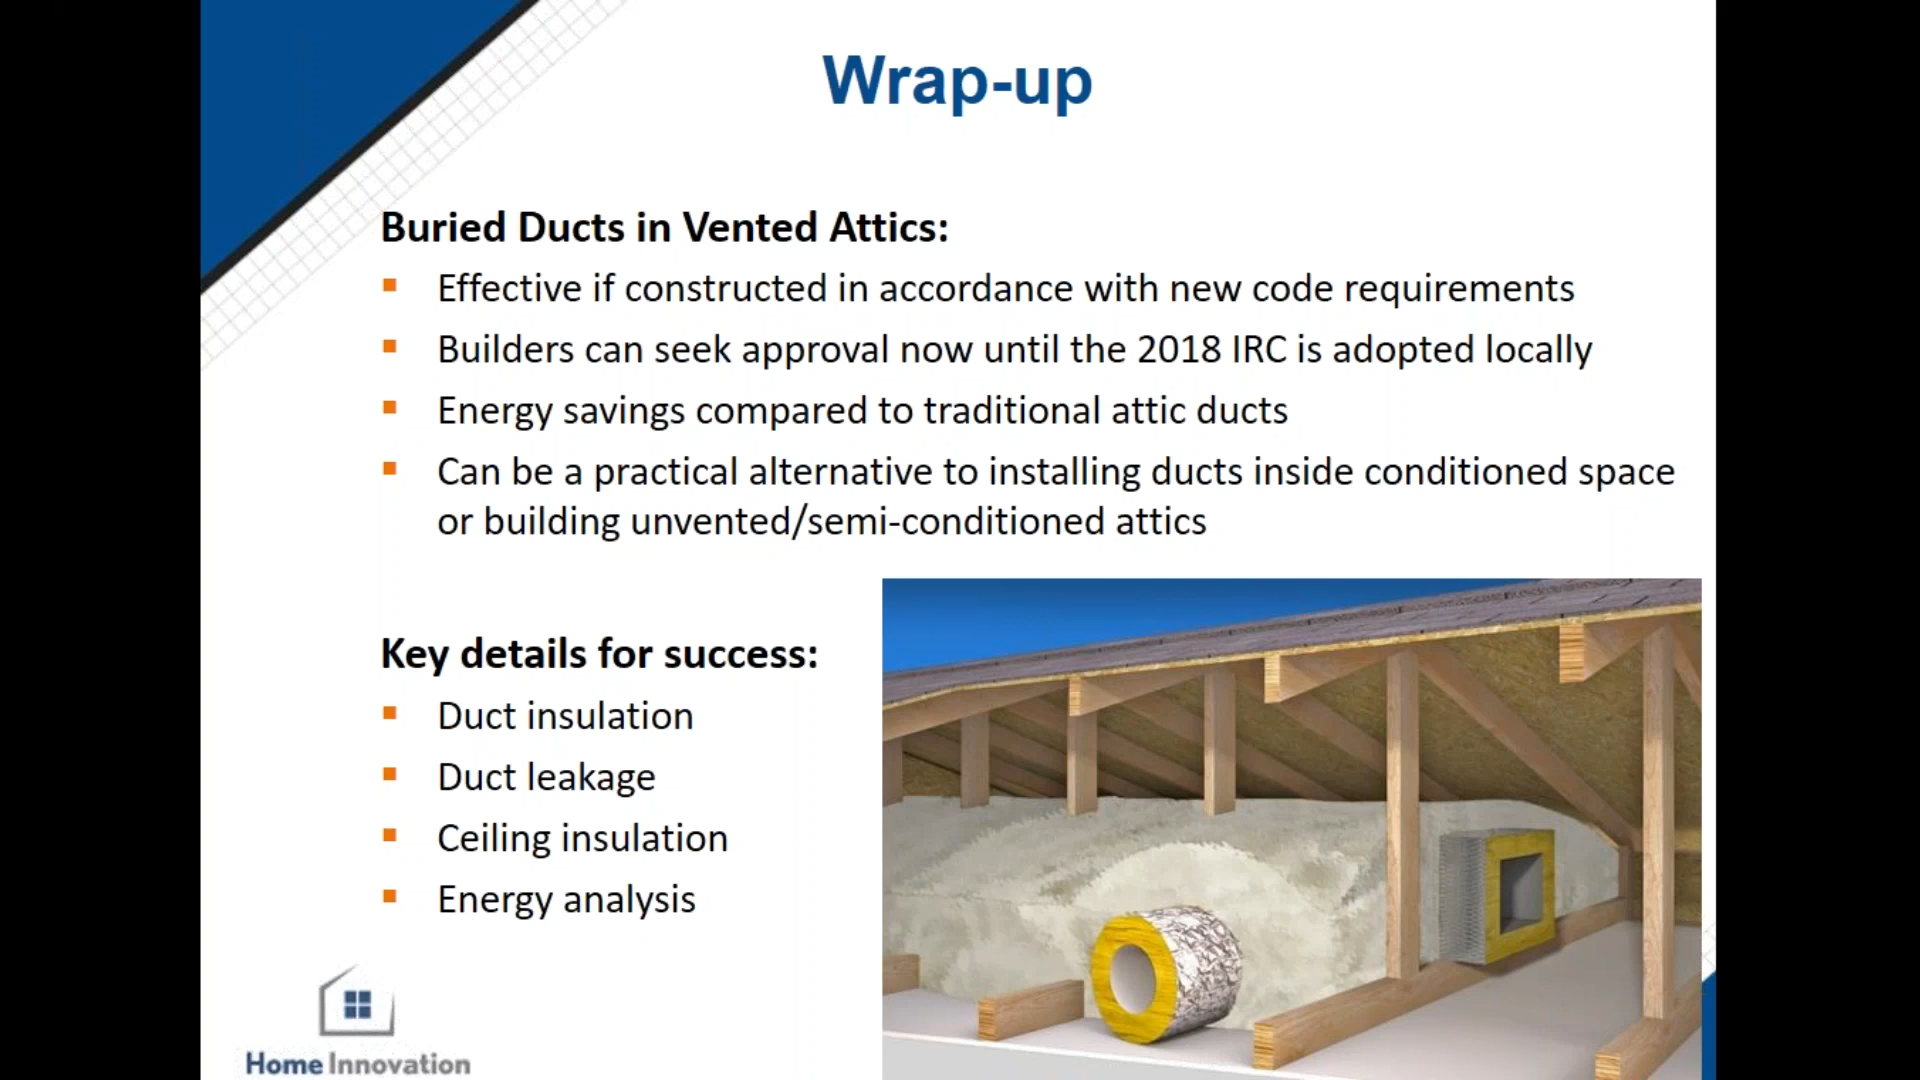 Wrap-up
Buried Ducts in Vented Attics:
Effective if constructed in accordance with new code requirements
Builders can seek approval now until the 2018 IRC is adopted locally
Energy savings compared to traditional attic ducts
Can be a practical alternative to installing ducts inside conditioned space
or building unvented/semi-conditioned attics
Key details for success:
Duct insulation
Duct leakage
Ceiling insulation
Energy analysis
Home Innovation